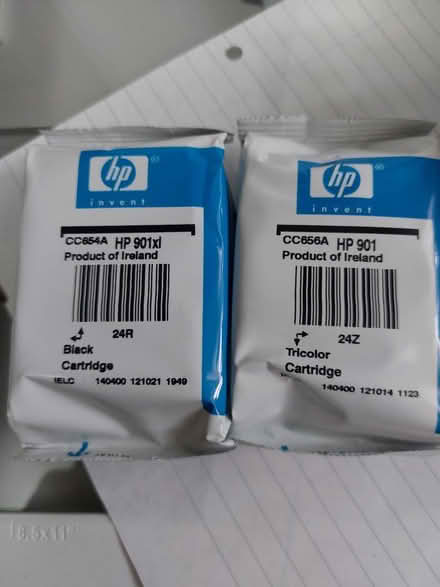 hp®
invent
CC654A HP 901xl
Product of Ireland
24R
Black
Cartridge
IELC 140400 121021 1949
hp®
invent
CC656A HP 901
Product of Ireland
24Z
Tricolor
Cartridge
140400 121014 1123
8.5x11"